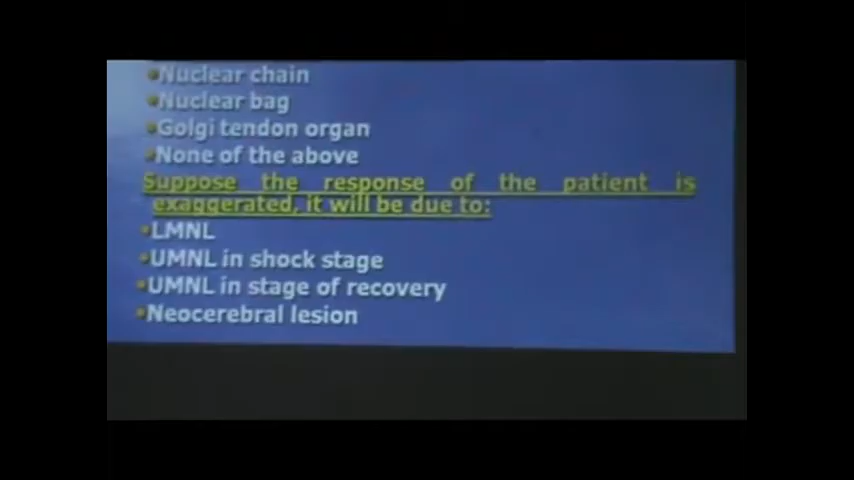 •Nuclear chain
•Nuclear bag
•Golgi tendon organ
•None of the above
Suppose the response of the patient is
exaggerated, it will be due to:
•LMNL
•UMNL in shock stage
•UMNL in stage of recovery
•Neocerebral lesion